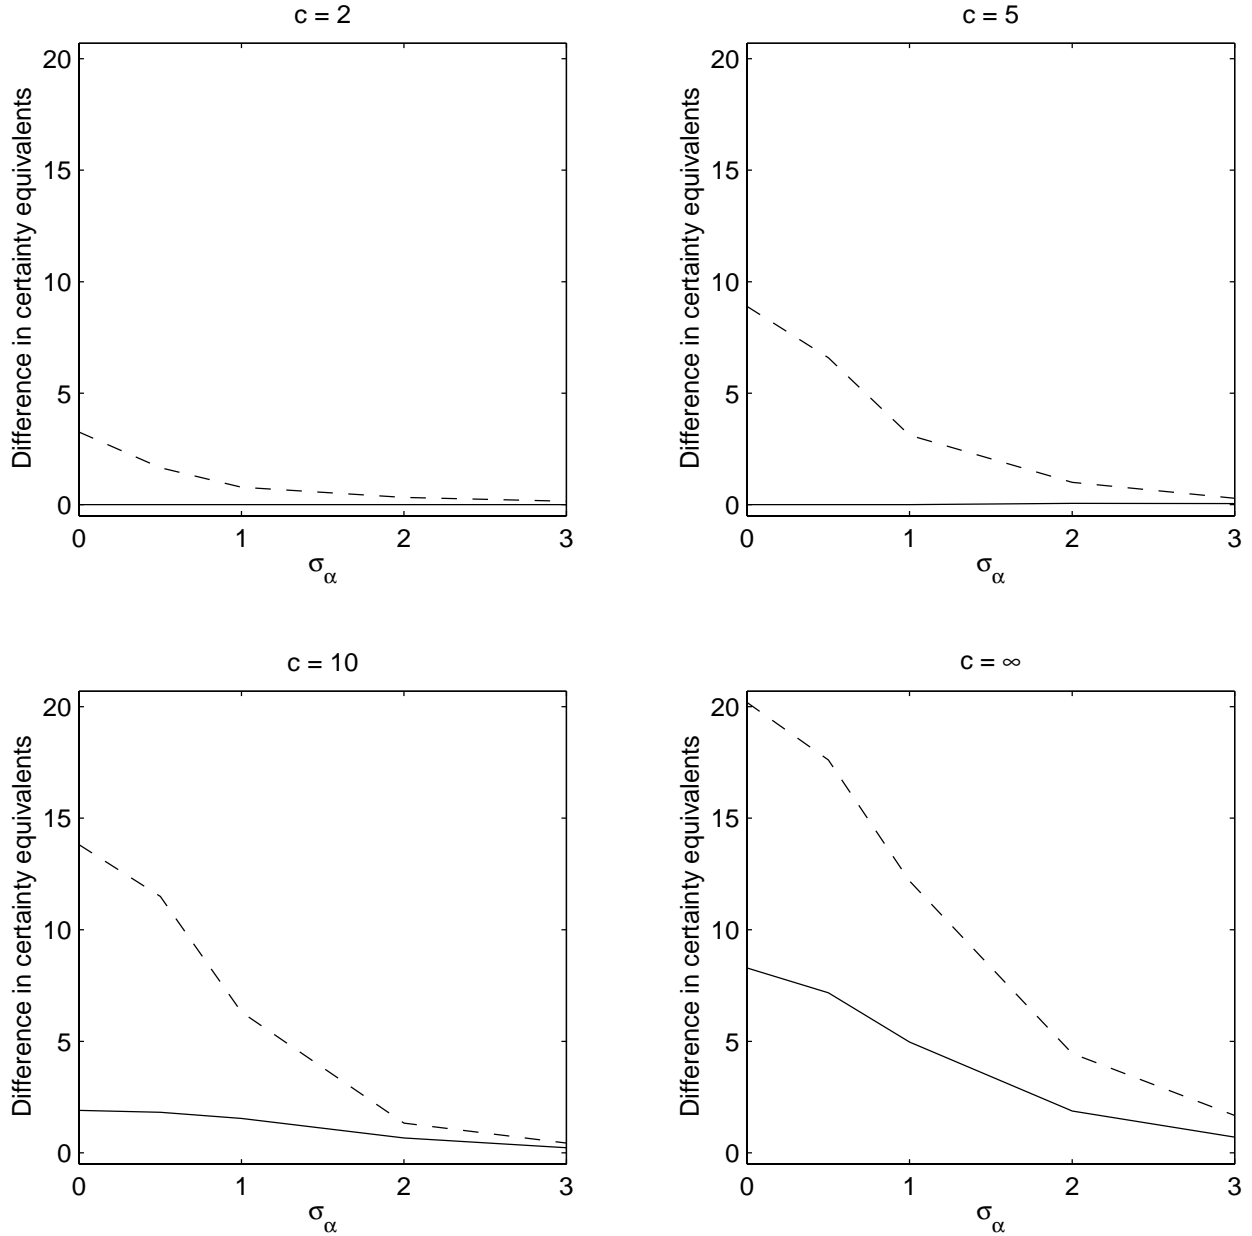 c = 2
Difference in certainty equivalents
20
15
10
5
0
0 1 2 3
σα
c = 5
Difference in certainty equivalents
20
15
10
5
0
0 1 2 3
σα
c = 10
Difference in certainty equivalents
20
15
10
5
0
0 1 2 3
σα
c = ∞
Difference in certainty equivalents
20
15
10
5
0
0 1 2 3
σα